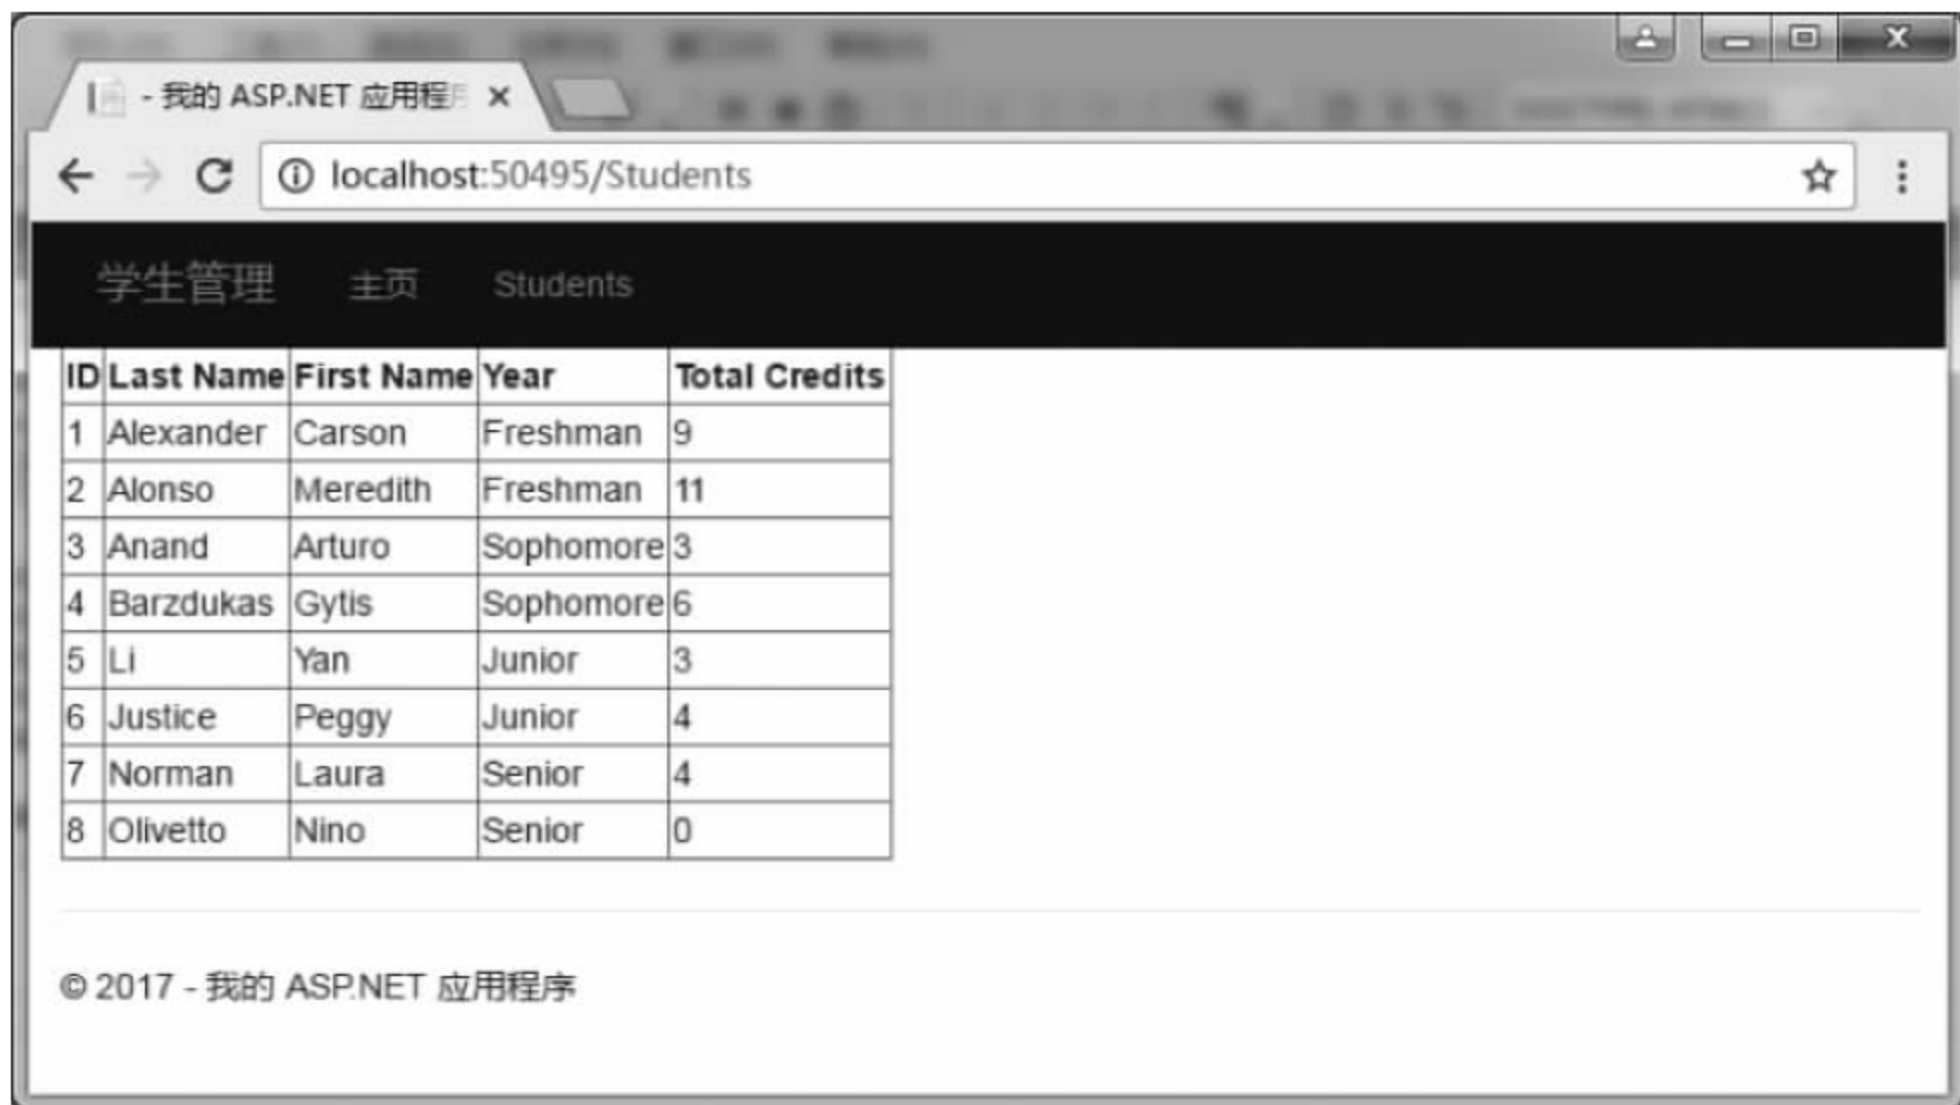 - 我的 ASP.NET 应用程
localhost:50495/Students
学生管理 主页 Students
ID Last Name First Name Year Total Credits
1 Alexander Carson Freshman 9
2 Alonso Meredith Freshman 11
3 Anand Arturo Sophomore 3
4 Barzdukas Gytis Sophomore 6
5 Li Yan Junior 3
6 Justice Peggy Junior 4
7 Norman Laura Senior 4
8 Olivetto Nino Senior 0
© 2017 - 我的 ASP.NET 应用程序